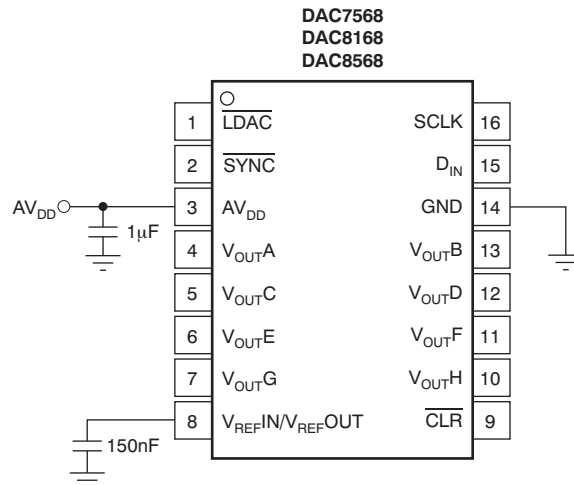 DAC7568
DAC8168
DAC8568
1 LDAC SCLK 16
2 SYNC DIN 15
AVDD 3 AVDD GND 14
1μF
4 VOUTA VOUTB 13
5 VOUTC VOUTD 12
6 VOUTE VOUTF 11
7 VOUTG VOUTH 10
8 VREFIN/VREFOUT CLR 9
150nF